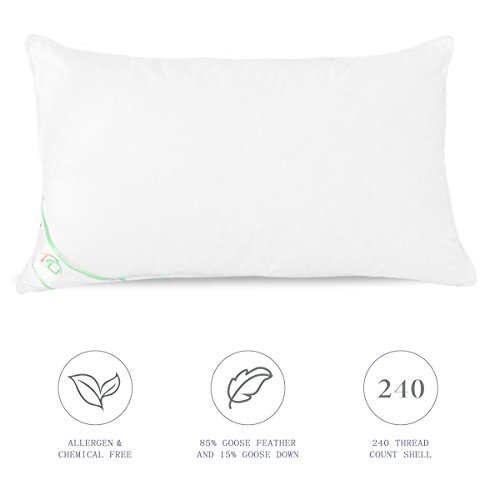 240
ALLERGEN &
CHEMICAL FREE
85% GOOSE FEATHER
AND 15% GOOSE DOWN
240 THREAD
COUNT SHELL